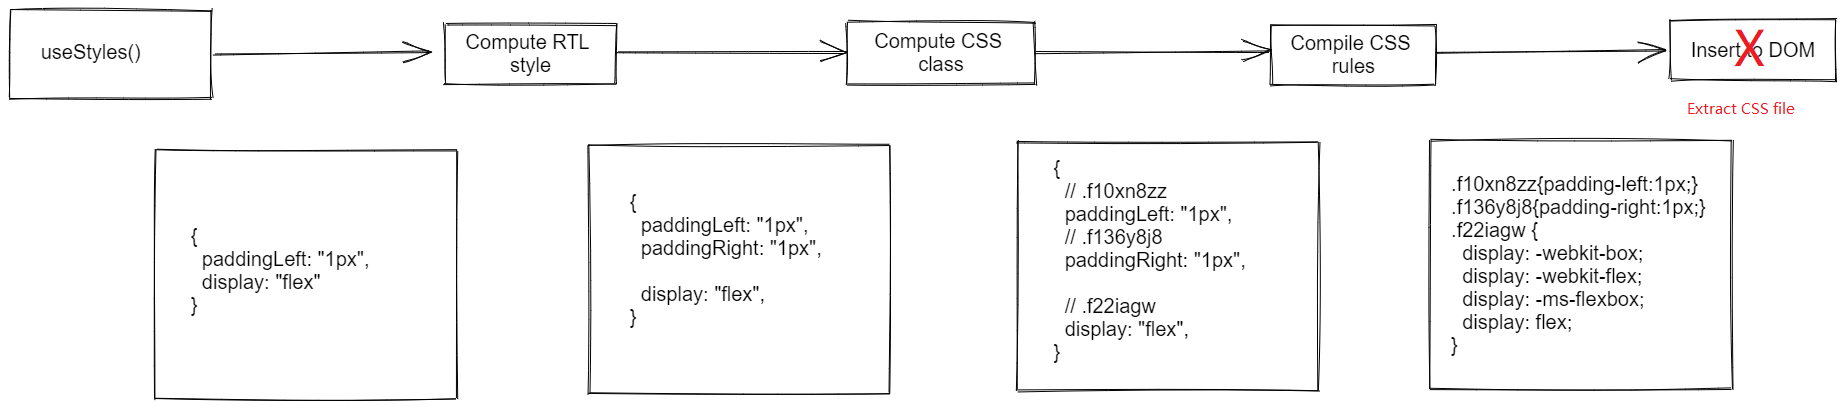 useStyles()
Compute RTL
style
Compute CSS
class
Compile CSS
rules
Insert to DOM
X
Extract CSS file
{
paddingLeft: "1px",
display: "flex"
}
{
paddingLeft: "1px",
paddingRight: "1px",
display: "flex",
}
{
// .f10xn8zz
paddingLeft: "1px",
// .f136y8j8
paddingRight: "1px",
// .f22iagw
display: "flex",
}
.f10xn8zz{padding-left:1px;}
.f136y8j8{padding-right:1px;}
.f22iagw {
display: -webkit-box;
display: -webkit-flex;
display: -ms-flexbox;
display: flex;
}